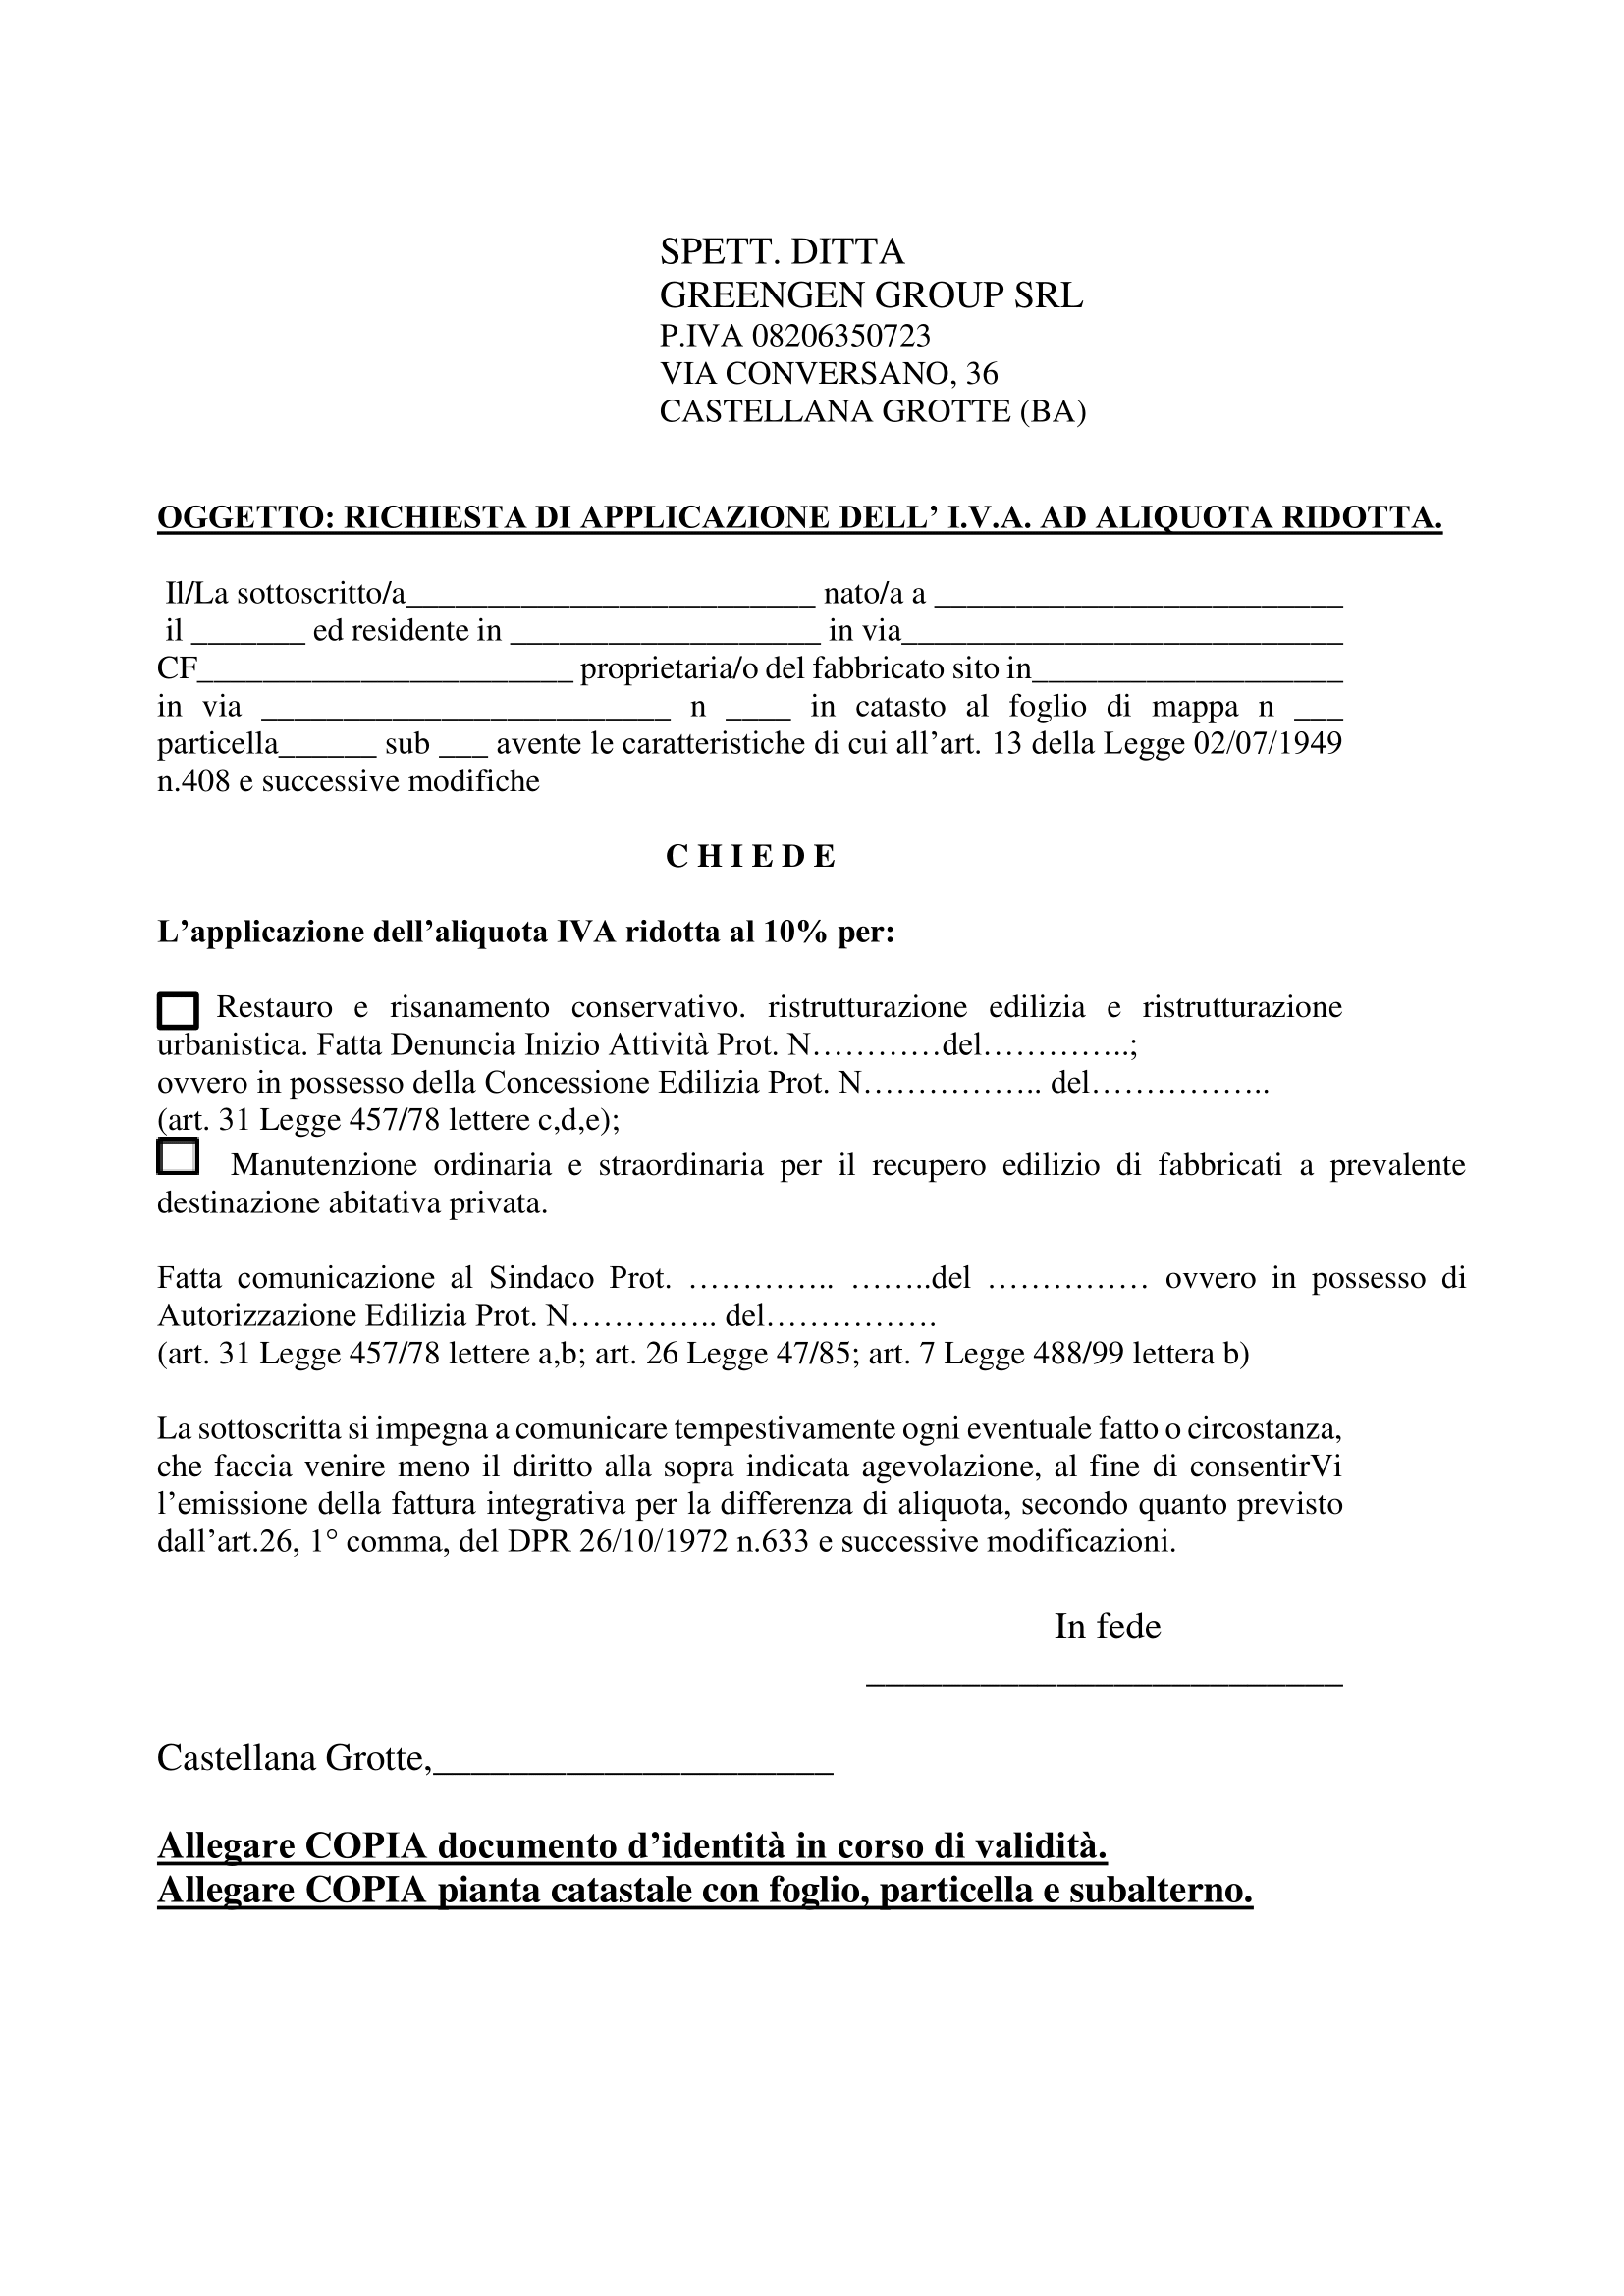 SPETT. DITTA
GREENGEN GROUP SRL
P.IVA 08206350723
VIA CONVERSANO, 36
CASTELLANA GROTTE (BA)
OGGETTO: RICHIESTA DI APPLICAZIONE DELL’ I.V.A. AD ALIQUOTA RIDOTTA.
Il/La sottoscritto/a_________________________ nato/a a _________________________
il _______ ed residente in ___________________ in via___________________________
CF_______________________ proprietaria/o del fabbricato sito in___________________
in via _________________________ n ____ in catasto al foglio di mappa n ___
particella______ sub ___ avente le caratteristiche di cui all’art. 13 della Legge 02/07/1949
n.408 e successive modifiche
C H I E D E
L’applicazione dell’aliquota IVA ridotta al 10% per:
Restauro e risanamento conservativo. ristrutturazione edilizia e ristrutturazione
urbanistica. Fatta Denuncia Inizio Attività Prot. N…………del…………..;
ovvero in possesso della Concessione Edilizia Prot. N…………….. del……………..
(art. 31 Legge 457/78 lettere c,d,e);
Manutenzione ordinaria e straordinaria per il recupero edilizio di fabbricati a prevalente
destinazione abitativa privata.
Fatta comunicazione al Sindaco Prot. ………….. ……..del …………… ovvero in possesso di
Autorizzazione Edilizia Prot. N………….. del…………….
(art. 31 Legge 457/78 lettere a,b; art. 26 Legge 47/85; art. 7 Legge 488/99 lettera b)
La sottoscritta si impegna a comunicare tempestivamente ogni eventuale fatto o circostanza,
che faccia venire meno il diritto alla sopra indicata agevolazione, al fine di consentirVi
l’emissione della fattura integrativa per la differenza di aliquota, secondo quanto previsto
dall’art.26, 1° comma, del DPR 26/10/1972 n.633 e successive modificazioni.
In fede
_________________________
Castellana Grotte,_____________________
Allegare COPIA documento d’identità in corso di validità.
Allegare COPIA pianta catastale con foglio, particella e subalterno.